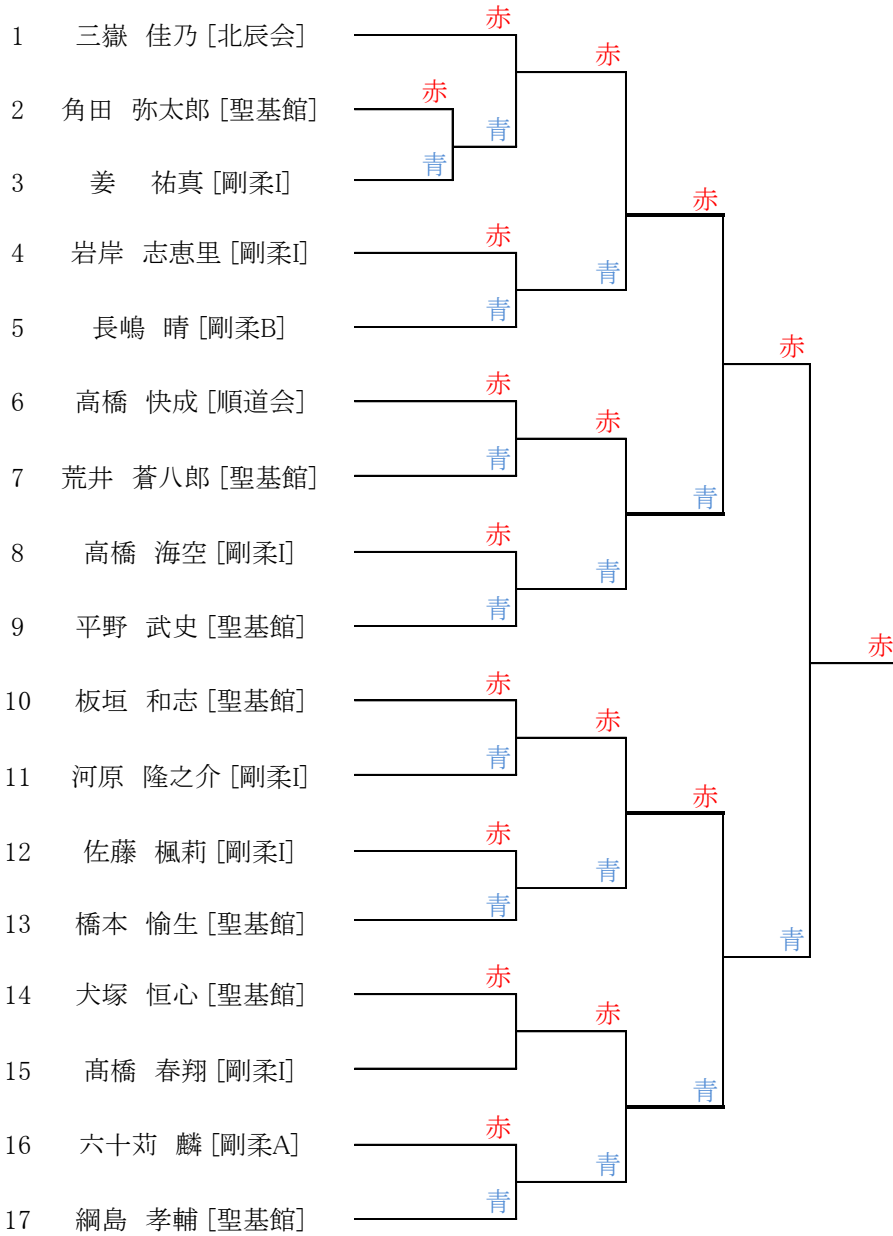 赤
1 三嶽 佳乃 [北辰会]
赤
赤
2 角田 弥太郎 [聖基館]
青
青
3 姜 祐真 [剛柔I]
赤
赤
4 岩岸 志恵里 [剛柔I]
青
青
5 長嶋 晴 [剛柔B]
赤
赤
6 高橋 快成 [順道会]
赤
青
7 荒井 蒼八郎 [聖基館]
青
赤
8 高橋 海空 [剛柔I]
青
青
9 平野 武史 [聖基館]
赤
赤
10 板垣 和志 [聖基館]
赤
青
11 河原 隆之介 [剛柔I]
赤
赤
12 佐藤 楓莉 [剛柔I]
青
青
13 橋本 愉生 [聖基館]
青
赤
14 犬塚 恒心 [聖基館]
赤
15 髙橋 春翔 [剛柔I]
青
赤
16 六十苅 麟 [剛柔A]
青
青
17 綱島 孝輔 [聖基館]